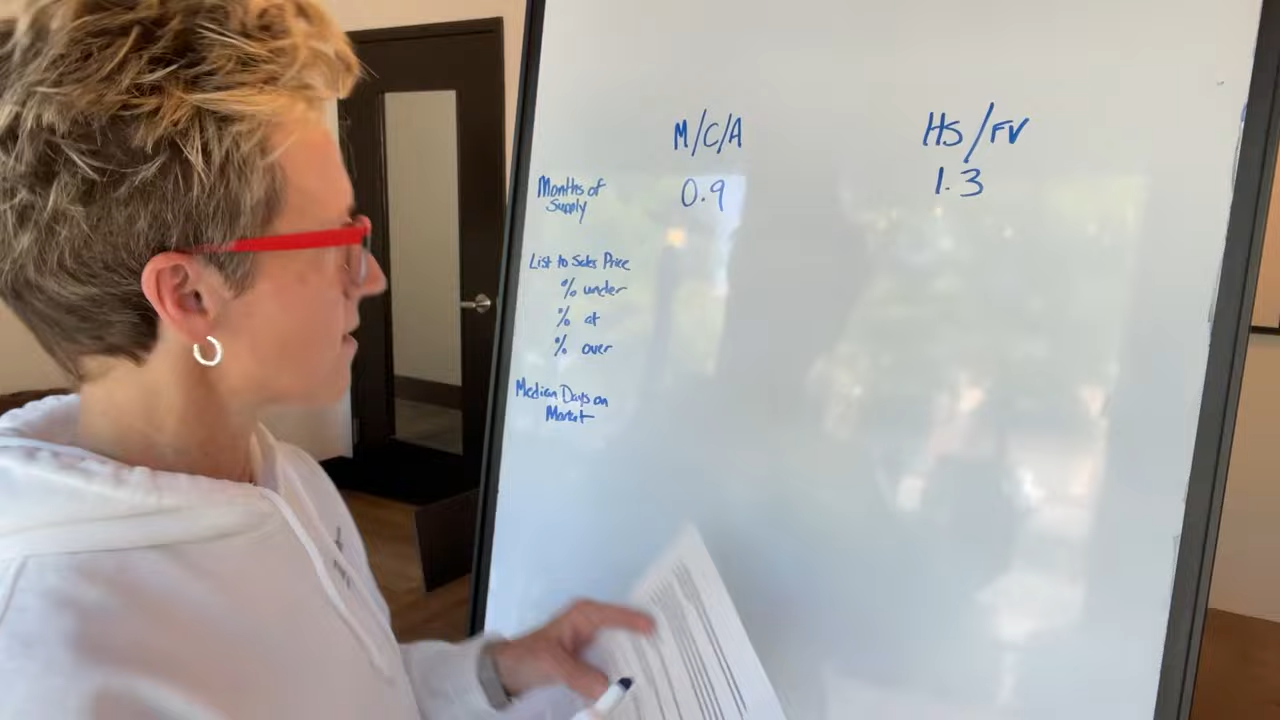 M/C/A HS/FV
Months of Supply 0.9 1.3
List to Sales Price
% under
% at
% over
Median Days on
Market